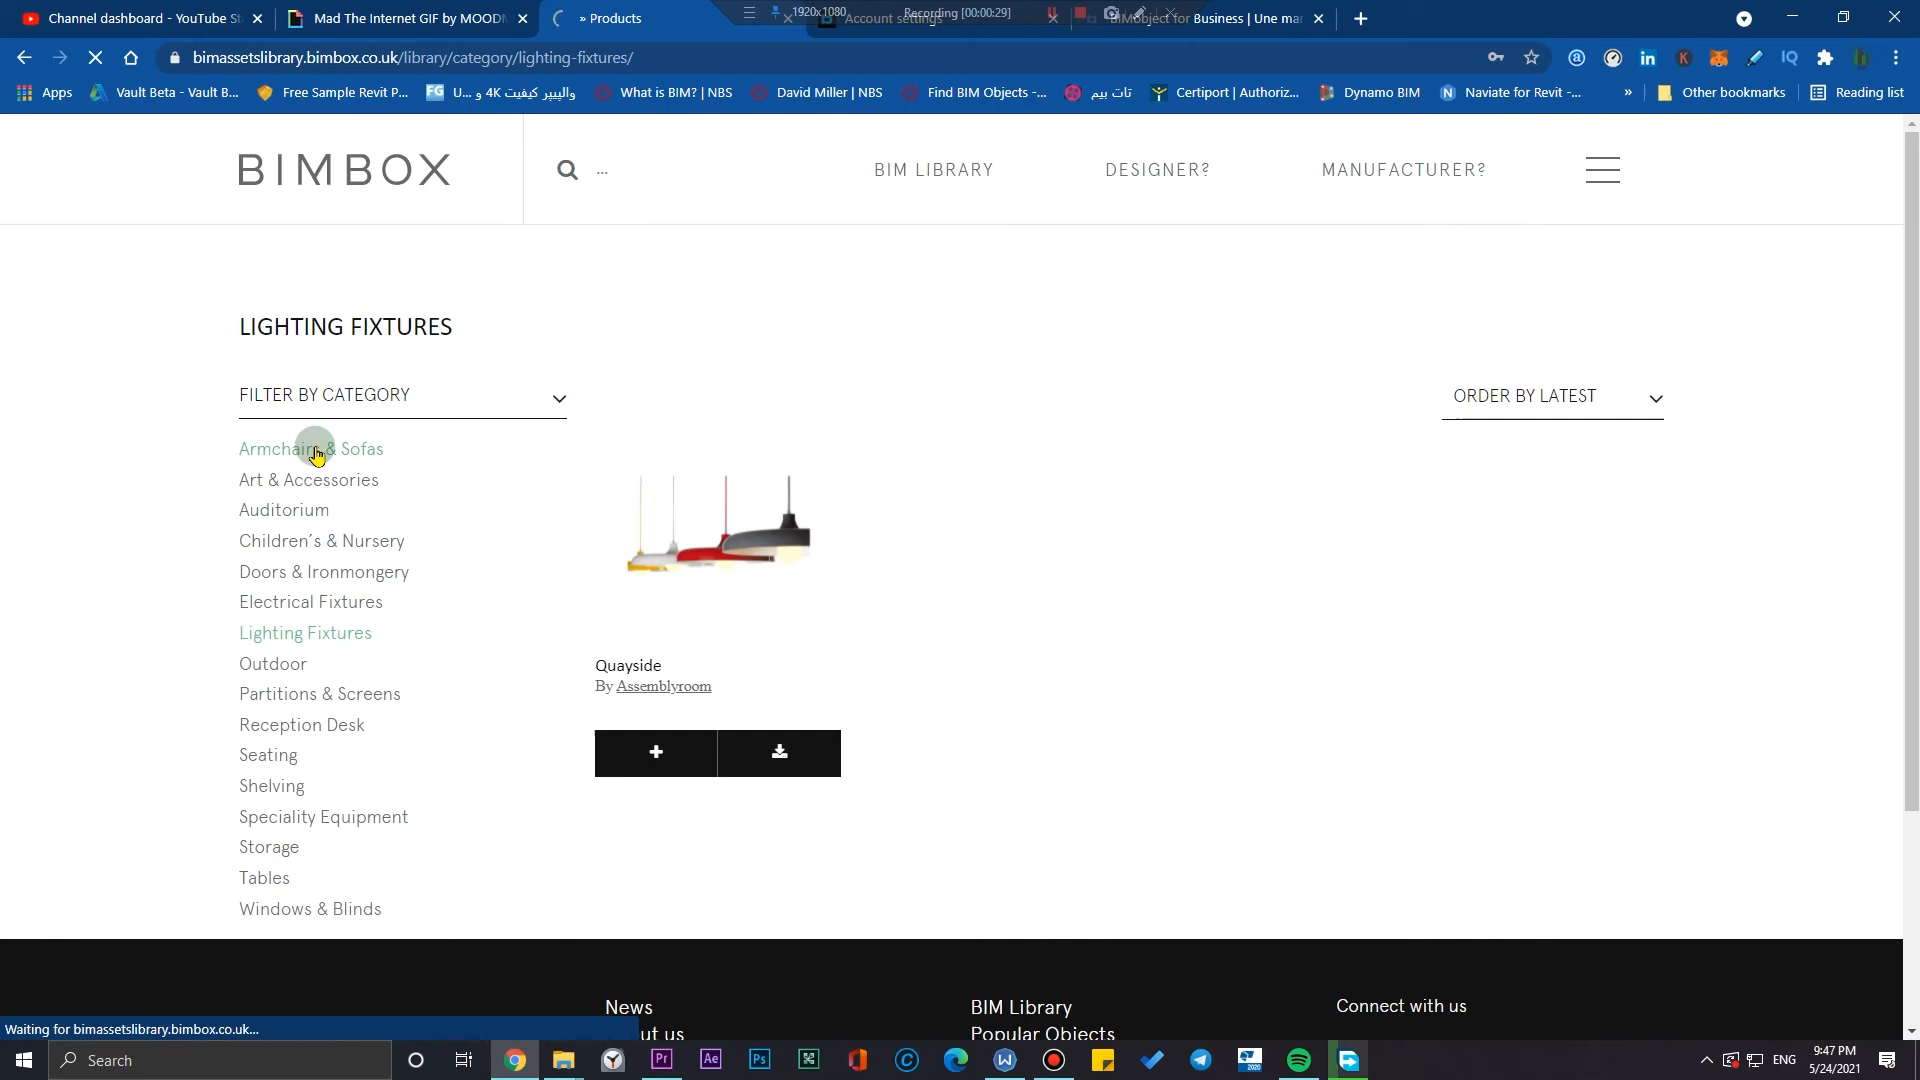 Channel dashboard - YouTube St
Mad The Internet GIF by MOODM
» Products
1920x1080
Recording [00:00:29]
Account settings
BIMobject for Business | Une mar
bimassetslibrary.bimbox.co.uk/library/category/lighting-fixtures/
Apps
Vault Beta - Vault B...
Free Sample Revit P...
والپیپر کیفیت 4K و ...U
What is BIM? | NBS
David Miller | NBS
Find BIM Objects -...
تات بیم
Certiport | Authoriz...
Dynamo BIM
Naviate for Revit -...
»
Other bookmarks
Reading list
BIMBOX
...
BIM LIBRARY
DESIGNER?
MANUFACTURER?
LIGHTING FIXTURES
FILTER BY CATEGORY
ORDER BY LATEST
Armchairs & Sofas
Art & Accessories
Auditorium
Children's & Nursery
Doors & Ironmongery
Electrical Fixtures
Lighting Fixtures
Outdoor
Partitions & Screens
Reception Desk
Seating
Shelving
Speciality Equipment
Storage
Tables
Windows & Blinds
Quayside
By Assemblyroom
News
BIM Library
Connect with us
ut us
Popular Objects
Waiting for bimassetslibrary.bimbox.co.uk...
Search
ENG
9:47 PM
5/24/2021